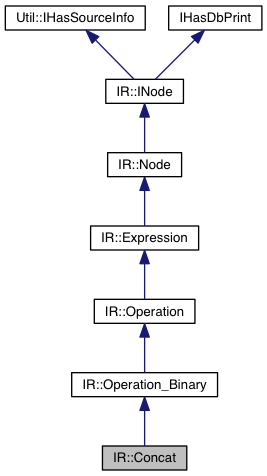 Util::IHasSourceInfo
IHasDbPrint
IR::INode
IR::Node
IR::Expression
IR::Operation
IR::Operation_Binary
IR::Concat